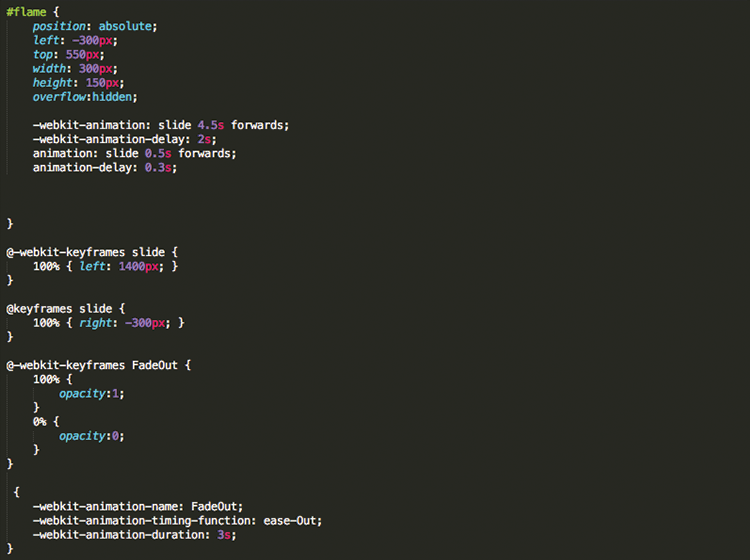 #flame {
position: absolute;
left: -300px;
top: 550px;
width: 300px;
height: 150px;
overflow:hidden;
-webkit-animation: slide 4.5s forwards;
-webkit-animation-delay: 2s;
animation: slide 0.5s forwards;
animation-delay: 0.3s;
}
@-webkit-keyframes slide {
100% { left: 1400px; }
}
@keyframes slide {
100% { right: -300px; }
}
@-webkit-keyframes FadeOut {
100% {
opacity:1;
}
0% {
opacity:0;
}
}
{
-webkit-animation-name: FadeOut;
-webkit-animation-timing-function: ease-Out;
-webkit-animation-duration: 3s;
}